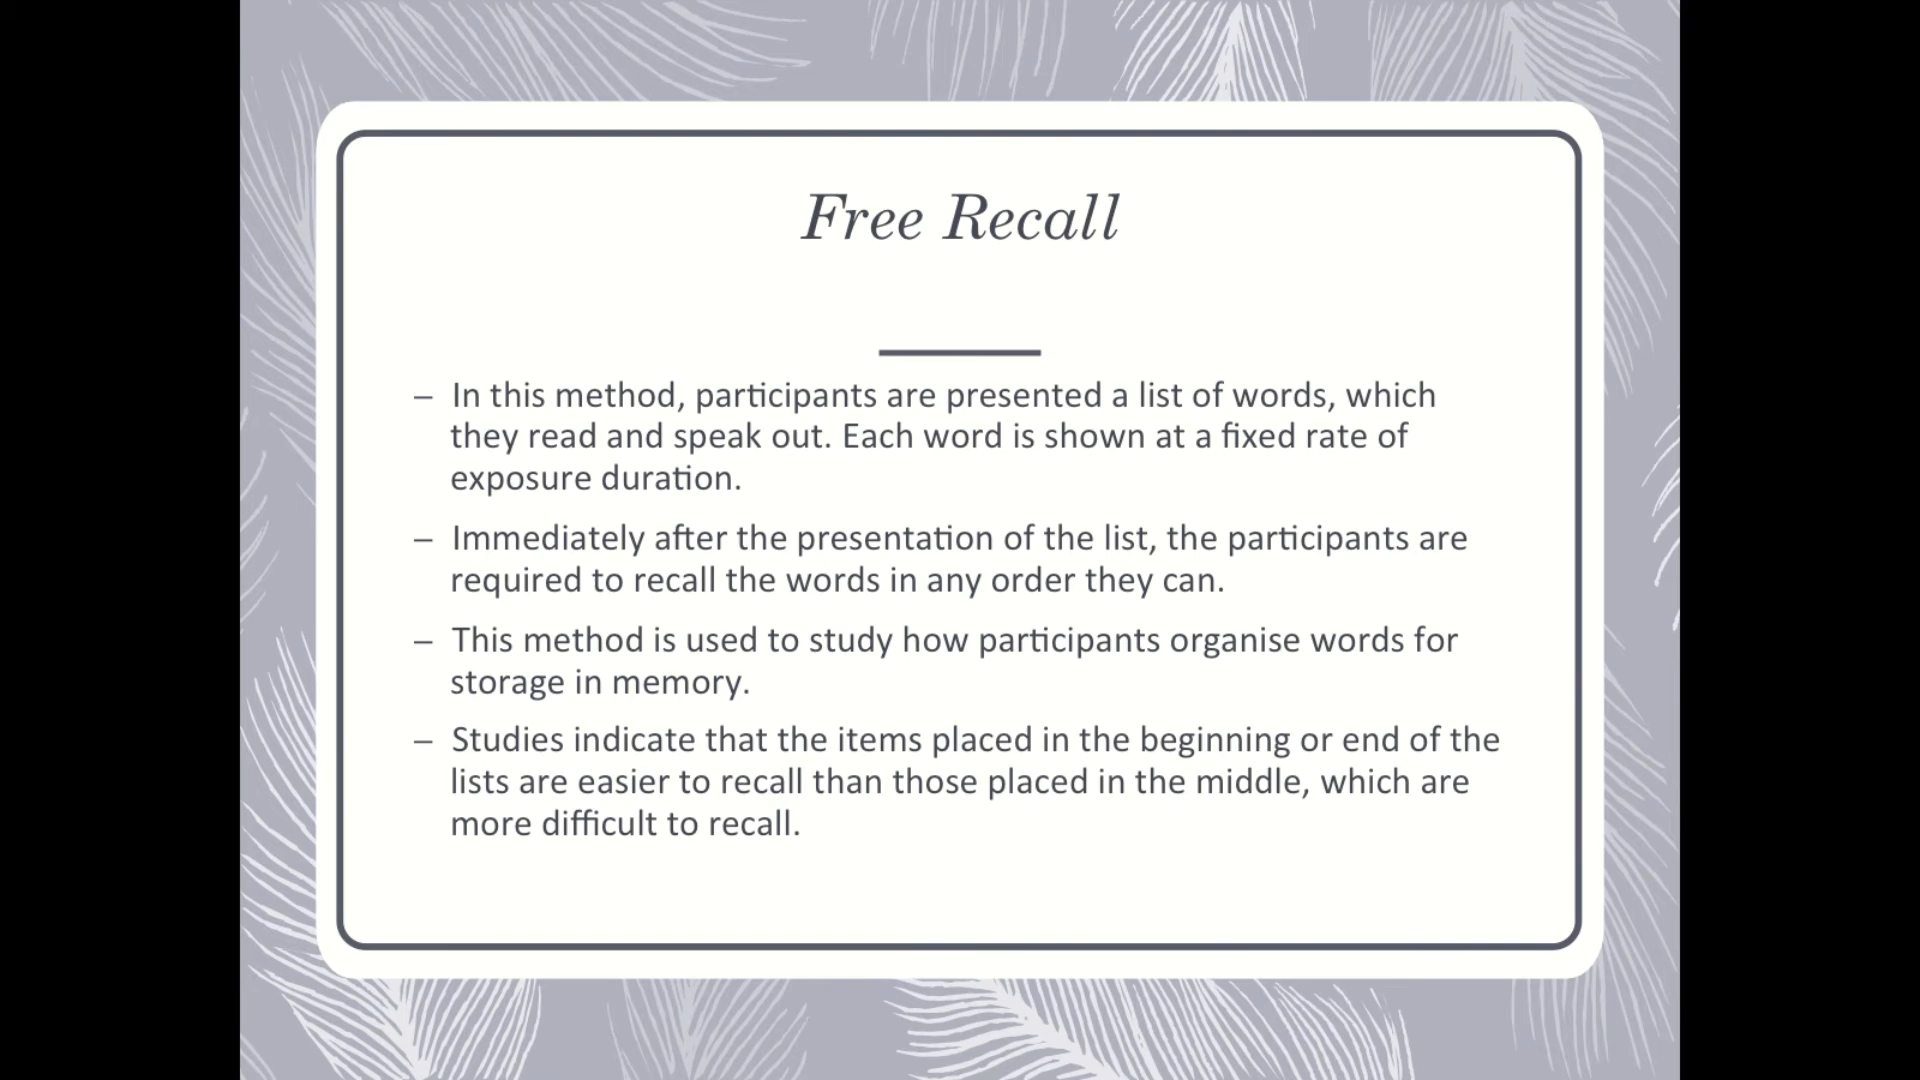 Free Recall
– In this method, participants are presented a list of words, which
they read and speak out. Each word is shown at a fixed rate of
exposure duration.
– Immediately after the presentation of the list, the participants are
required to recall the words in any order they can.
– This method is used to study how participants organise words for
storage in memory.
– Studies indicate that the items placed in the beginning or end of the
lists are easier to recall than those placed in the middle, which are
more difficult to recall.